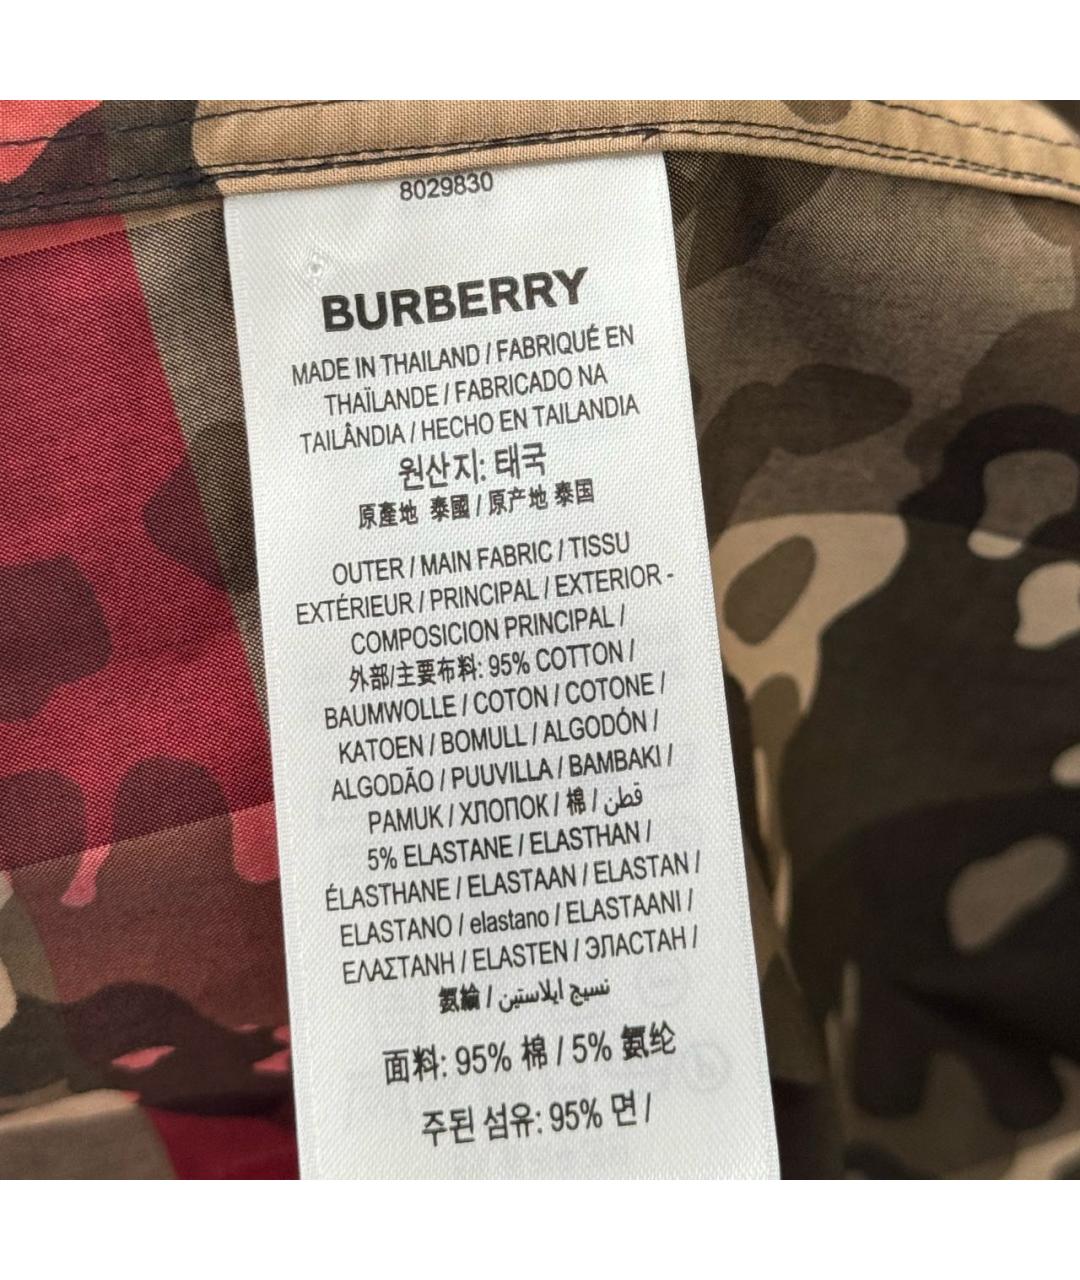 8029830
BURBERRY
MADE IN THAILAND / FABRIQUÉ EN
THAÏLANDE / FABRICADO NA
TAILÂNDIA / HECHO EN TAILANDIA
원산지: 태국
原產地 泰國 / 原产地 泰国
OUTER / MAIN FABRIC / TISSU
EXTÉRIEUR / PRINCIPAL / EXTERIOR -
COMPOSICION PRINCIPAL /
外部/主要布料: 95% COTTON /
BAUMWOLLE / COTON / COTONE /
KATOEN / BOMULL / ALGODÓN /
ALGODÃO / PUUVILLA / BAMBAKI /
PAMUK / ХЛОПОК / 棉 / قطن
5% ELASTANE / ELASTHAN /
ÉLASTHANE / ELASTAAN / ELASTAN /
ELASTANO / elastano / ELASTAANI /
ΕΛΑΣΤΑΝΗ / ELASTEN / ЭЛАСТАН /
氨綸 / نسيج ايلاستين
面料: 95% 棉 / 5% 氨纶
주된 섬유: 95% 면 /